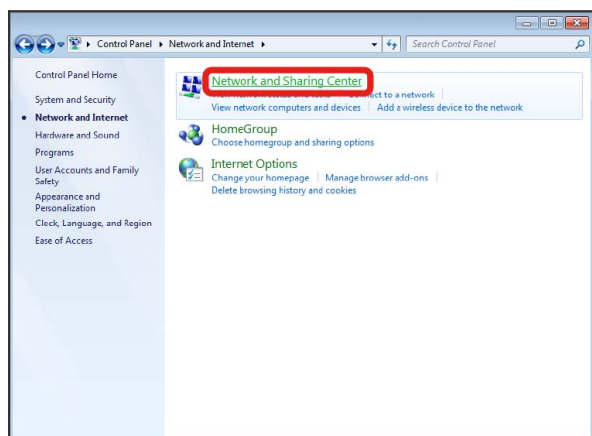 Control Panel ▸ Network and Internet ▸
Search Control Panel
Control Panel Home
System and Security
Network and Internet
Hardware and Sound
Programs
User Accounts and Family
Safety
Appearance and
Personalization
Clock, Language, and Region
Ease of Access
Network and Sharing Center
to a network
View network computers and devices
Add a wireless device to the network
HomeGroup
Choose homegroup and sharing options
Internet Options
Change your homepage
Manage browser add-ons
Delete browsing history and cookies